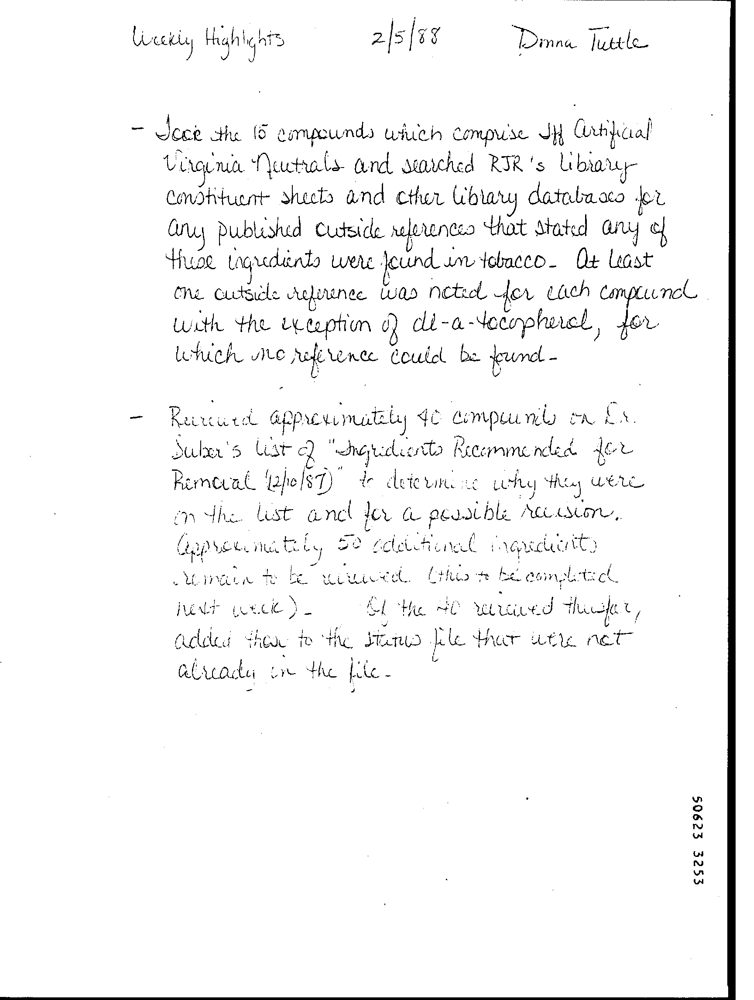 Weekly Highlights 2/5/88 Donna Tuttle
- Took the 15 compounds which comprise Iff Artificial
Virginia Neutrals and searched RJR's library
constituent sheets and other library databases for
any published outside references that stated any of
these ingredients were found in tobacco. At least
one outside reference was noted for each compound
with the exception of dl-a-tocopherol, for
which no reference could be found.
- Reviewed approximately 40 compounds on Dr.
Suber's list of "Ingredients Recommended for
Removal (12/10/87)" to determine why they were
on the list and for a possible revision.
Approximately 50 additional ingredients
remain to be reviewed (this to be completed
next week). Of the 40 reviewed thusfar,
added those to the status file that were not
already in the file.
50623 3253